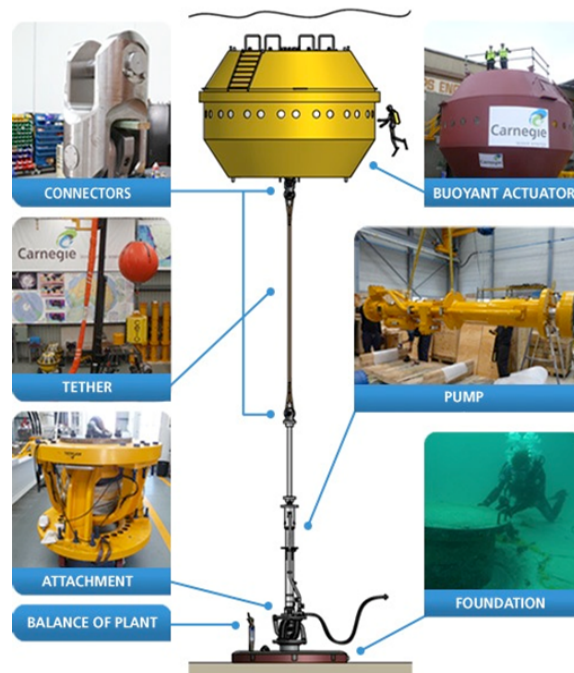 CONNECTORS
Carnegie
BUOYANT ACTUATOR
Carnegie
TETHER
PUMP
ATTACHMENT
BALANCE OF PLANT
FOUNDATION